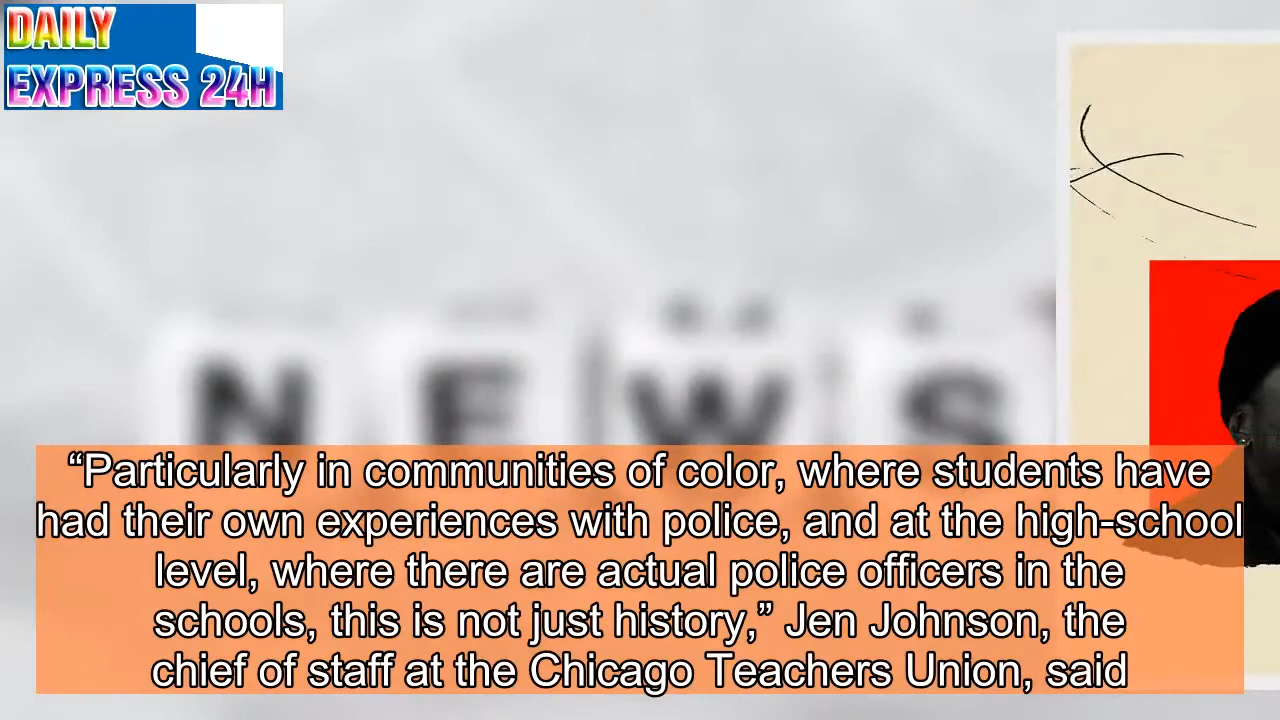 DAILY
EXPRESS 24H
NEWS
“Particularly in communities of color, where students have
had their own experiences with police, and at the high-school
level, where there are actual police officers in the
schools, this is not just history,” Jen Johnson, the
chief of staff at the Chicago Teachers Union, said